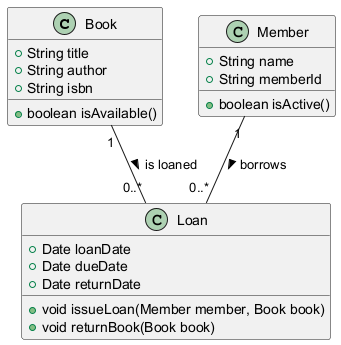 C Book
String title
String author
String isbn
boolean isAvailable()
C Member
String name
String memberId
boolean isActive()
1
1
is loaned
borrows
0..*
0..*
C Loan
Date loanDate
Date dueDate
Date returnDate
void issueLoan(Member member, Book book)
void returnBook(Book book)